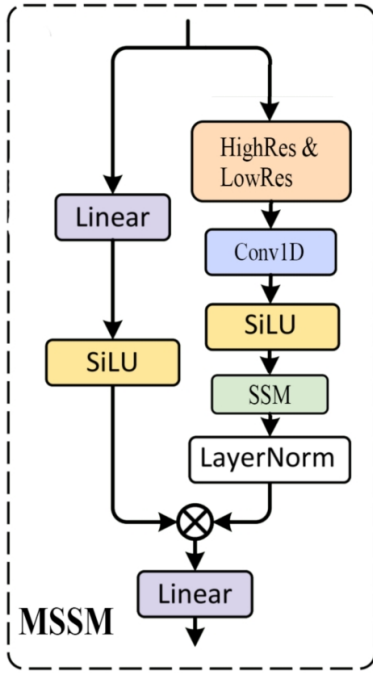 HighRes &
LowRes
Linear
Conv1D
SiLU
SiLU
SSM
LayerNorm
Linear
MSSM